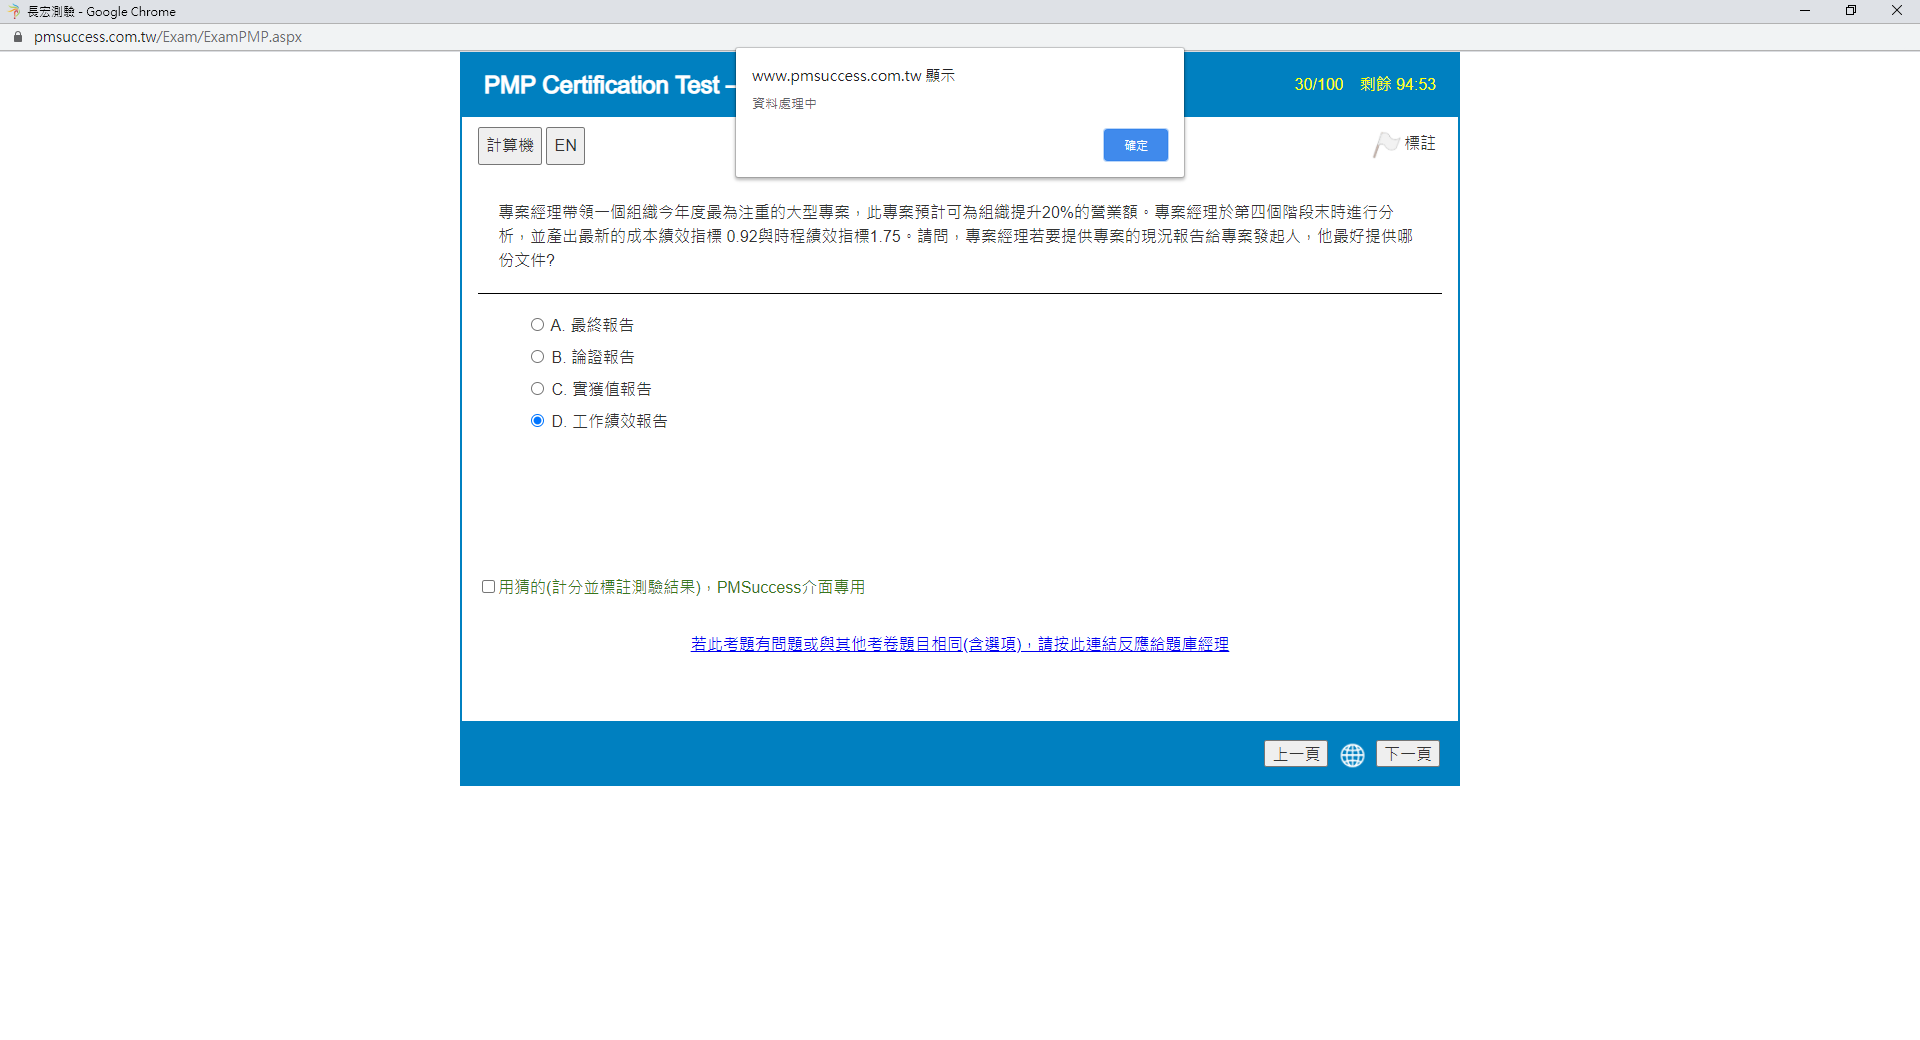 長宏測驗 - Google Chrome
pmsuccess.com.tw/Exam/ExamPMP.aspx
www.pmsuccess.com.tw 顯示
資料處理中
確定
PMP Certification Test –
30/100 剩餘 94:53
計算機 EN
標註
專案經理帶領一個組織今年度最為注重的大型專案，此專案預計可為組織提升20%的營業額。專案經理於第四個階段末時進行分
析，並產出最新的成本績效指標 0.92與時程績效指標1.75。請問，專案經理若要提供專案的現況報告給專案發起人，他最好提供哪
份文件?
A. 最終報告
B. 論證報告
C. 實獲值報告
D. 工作績效報告
用猜的(計分並標註測驗結果)，PMSuccess介面專用
若此考題有問題或與其他考卷題目相同(含選項)，請按此連結反應給題庫經理
上一頁 下一頁